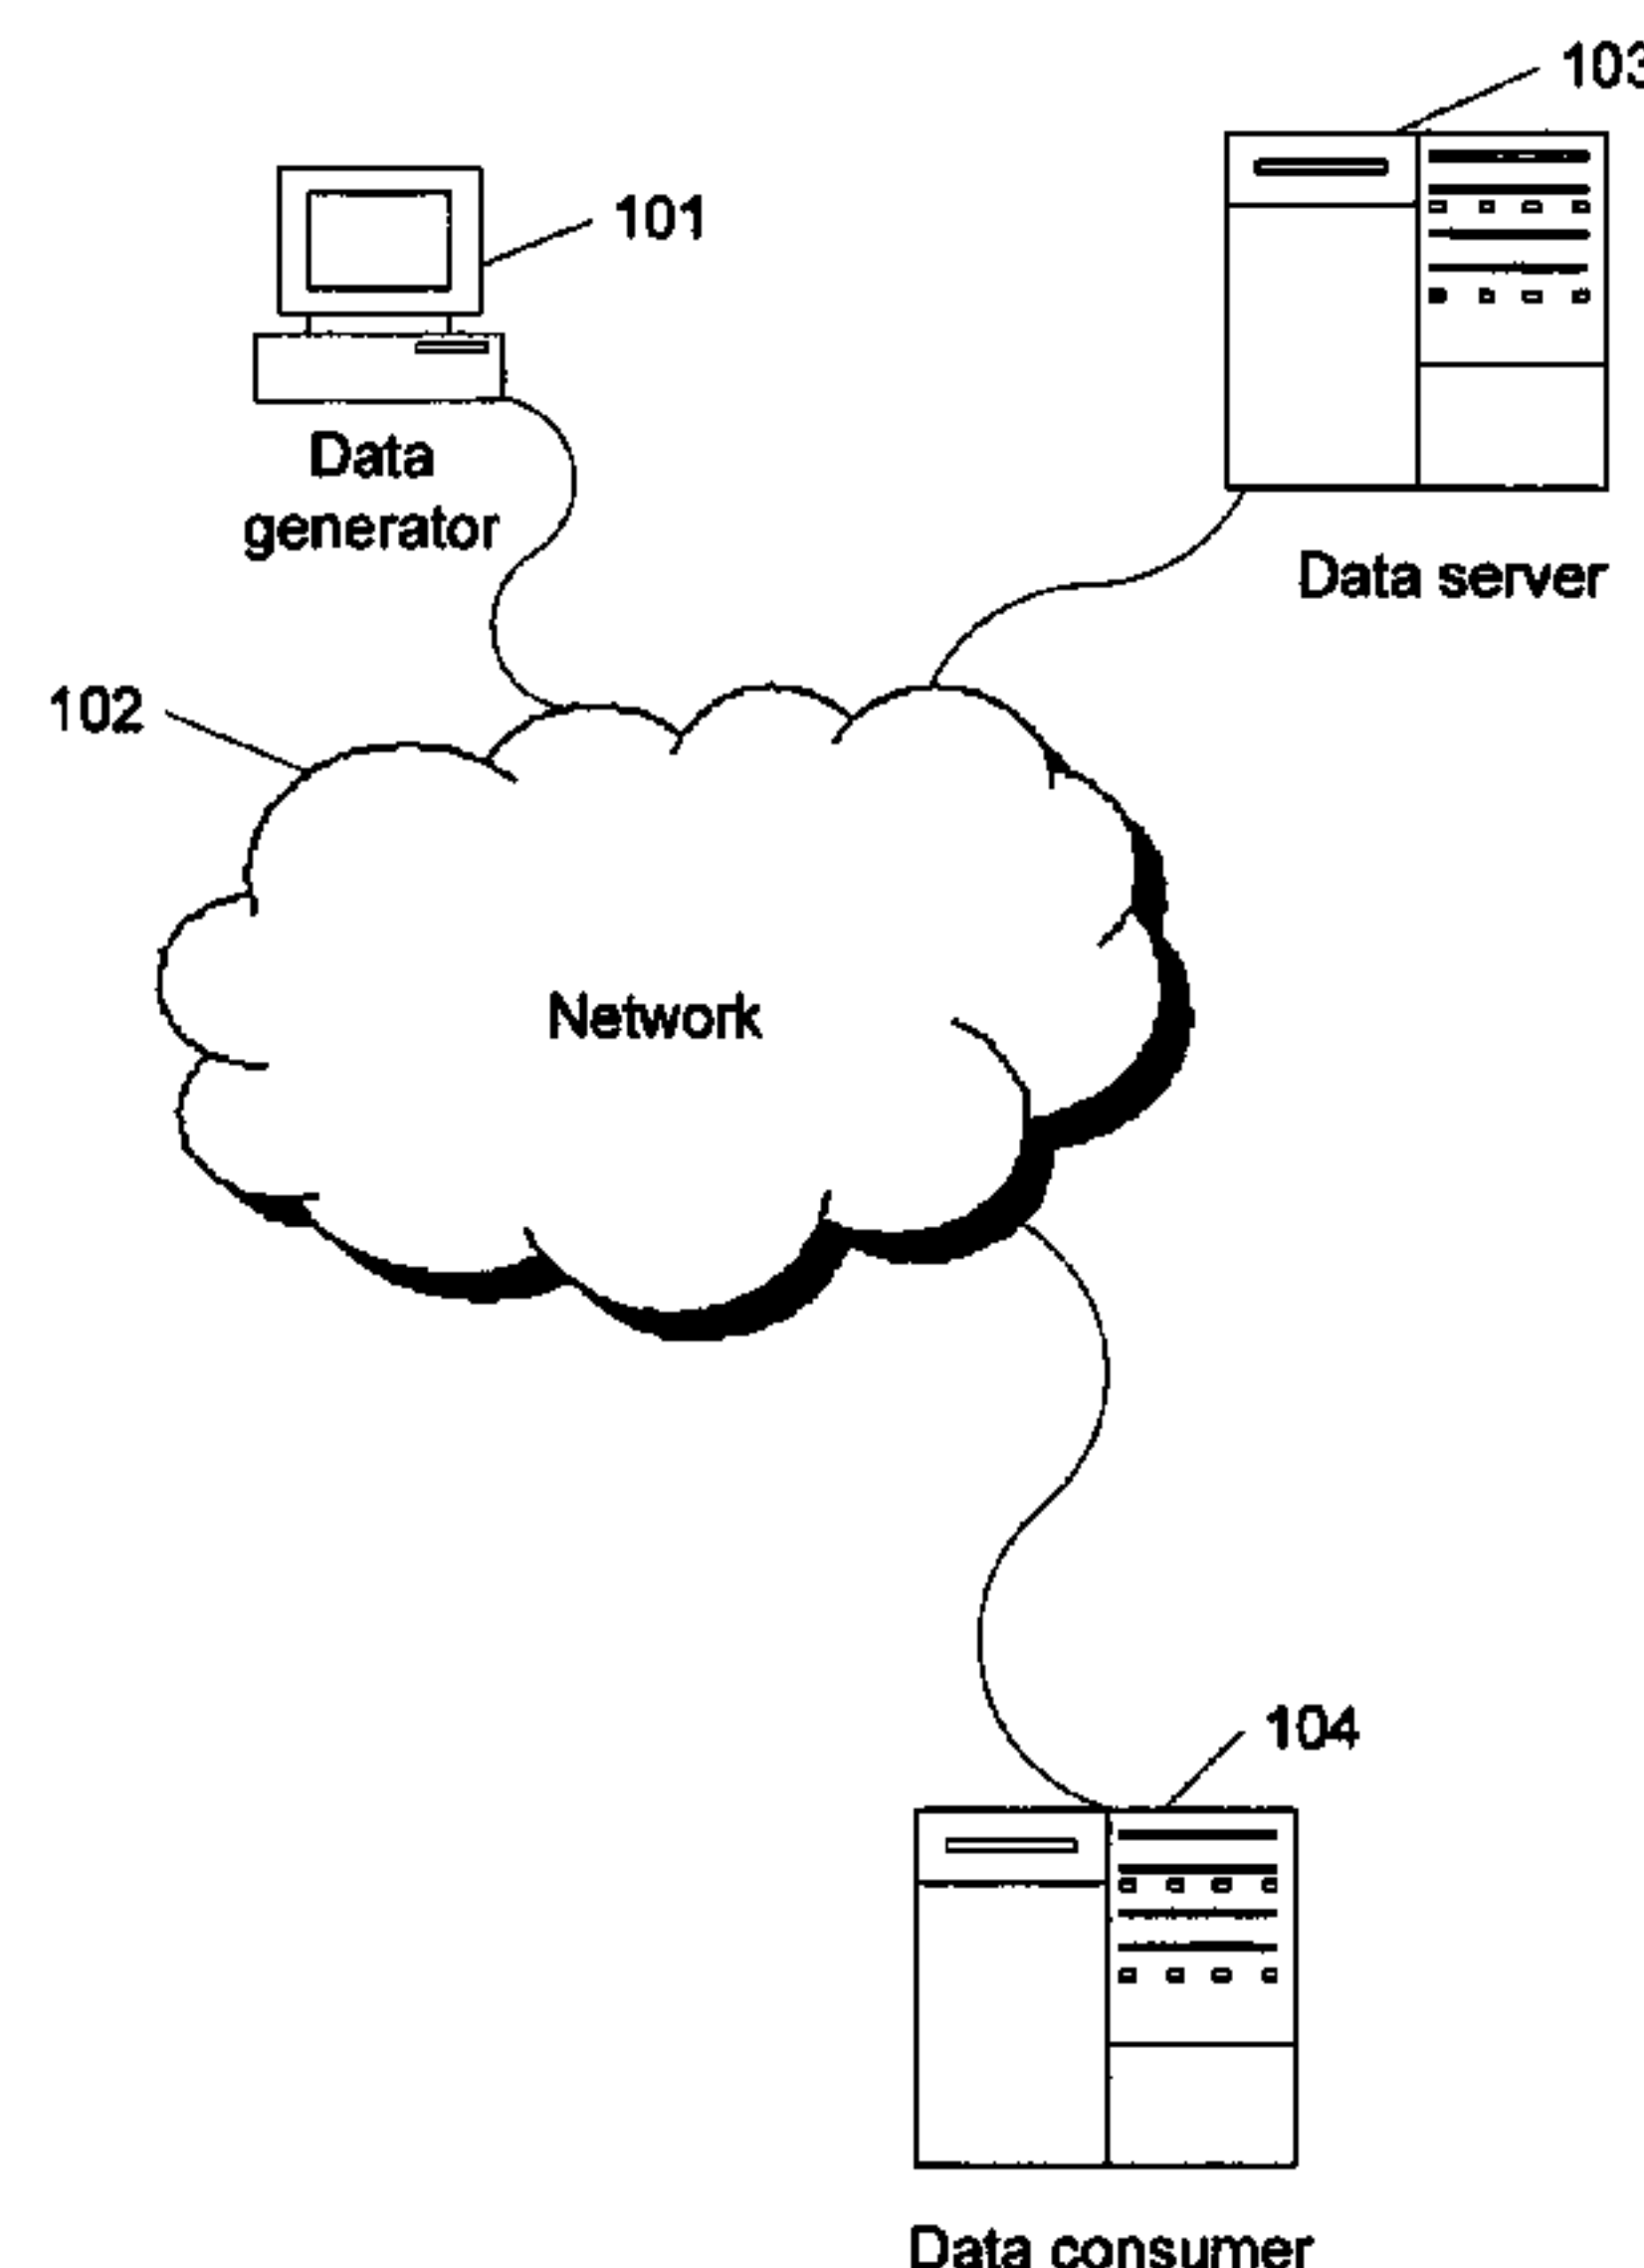 103
101
Data
generator
Data server
102
Network
104
Data consumer